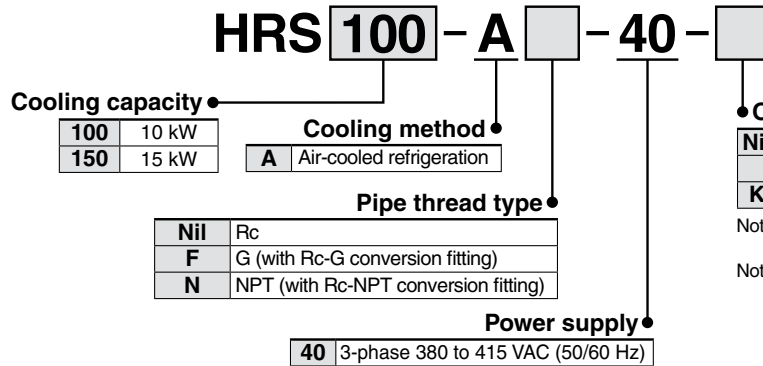 HRS 100 - A - 40 -
Cooling capacity
100 10 kW
150 15 kW
Cooling method
A Air-cooled refrigeration
Pipe thread type
Nil Rc
F G (with Rc-G conversion fitting)
N NPT (with Rc-NPT conversion fitting)
Power supply
40 3-phase 380 to 415 VAC (50/60 Hz)
K